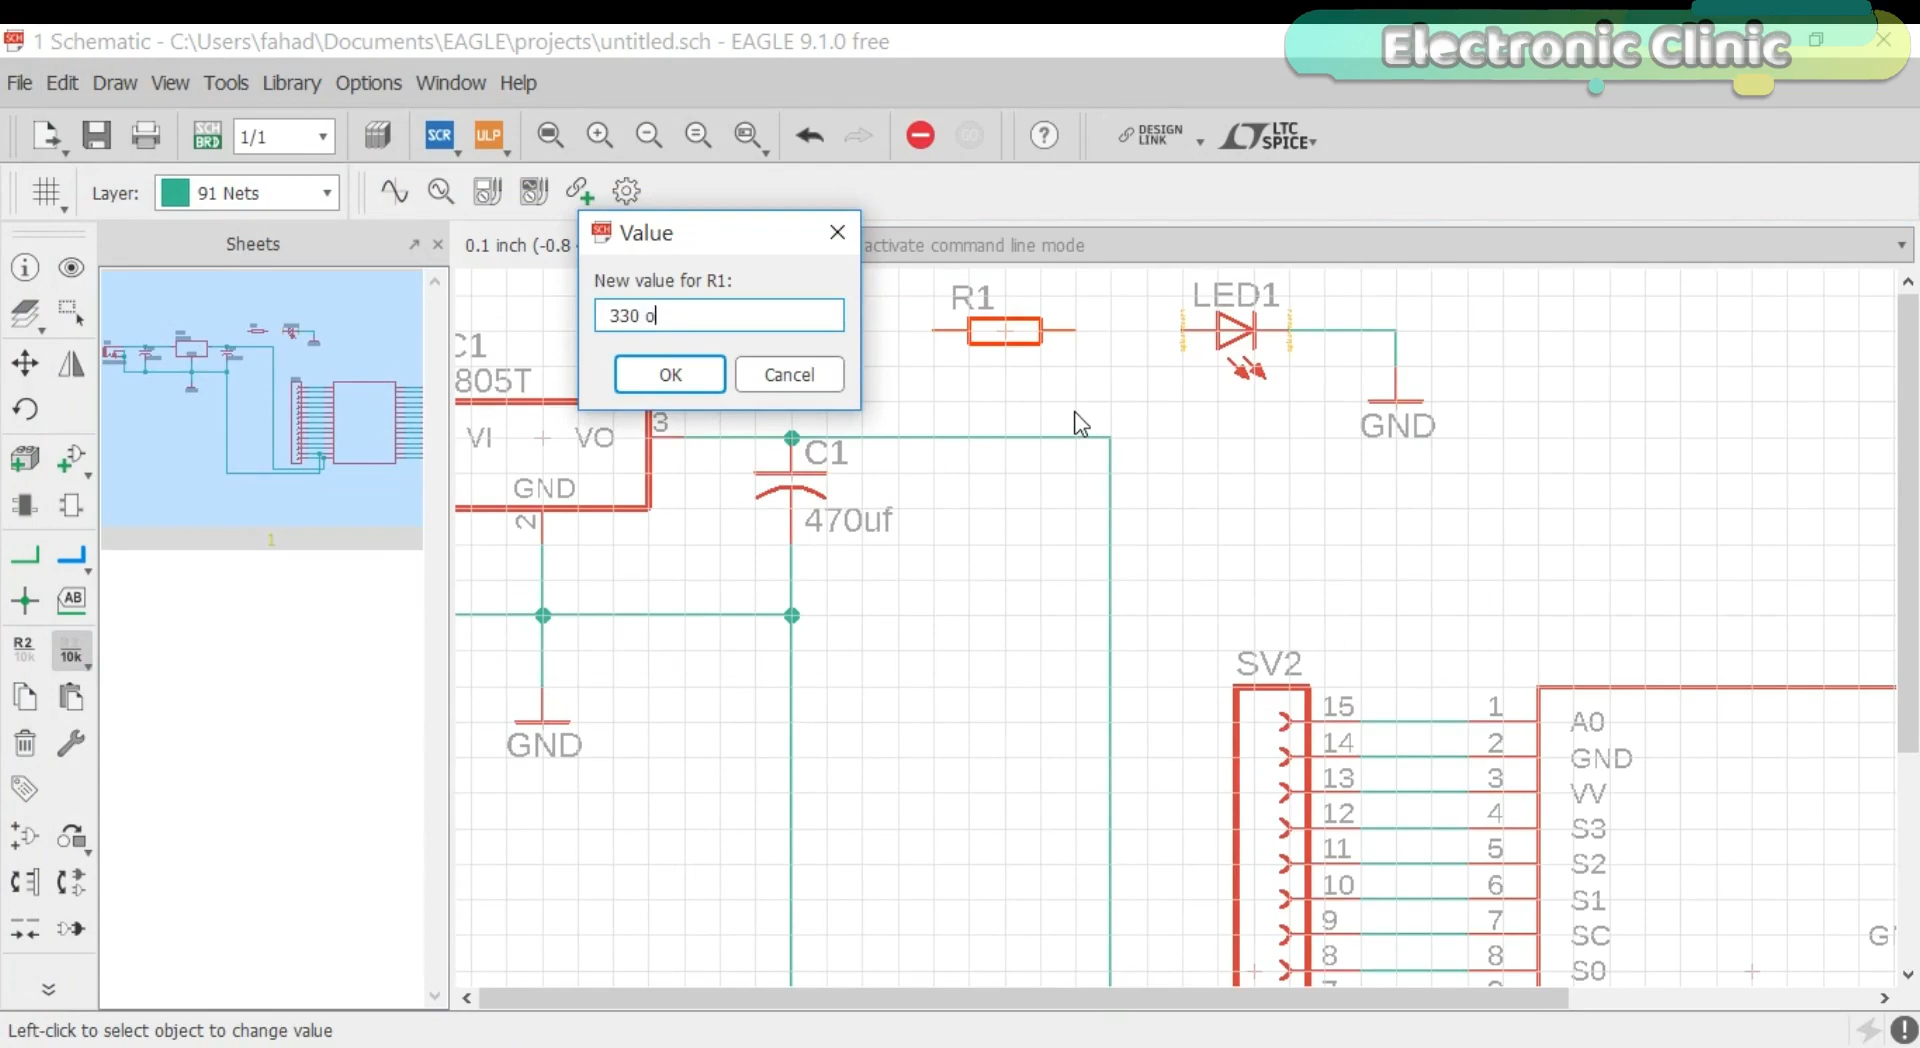 Electronic Clinic
1 Schematic - C:\Users\fahad\Documents\EAGLE\projects\untitled.sch - EAGLE 9.1.0 free
File Edit Draw View Tools Library Options Window Help
SCH BRD 1/1 SCR ULP DESIGN LINK LTC SPICE
Layer: 91 Nets
Sheets
0.1 inch (-0.8
activate command line mode
Value
New value for R1:
330 o
OK Cancel
R1
LED1
GND
C1
805T
VI VO 3
GND
2
C1
470uf
GND
1
AB
R2
10k
10k
SV2
15 1 A0
14 2 GND
13 3 VV
12 4 S3
11 5 S2
10 6 S1
9 7 SC
8 8 S0
G
Left-click to select object to change value